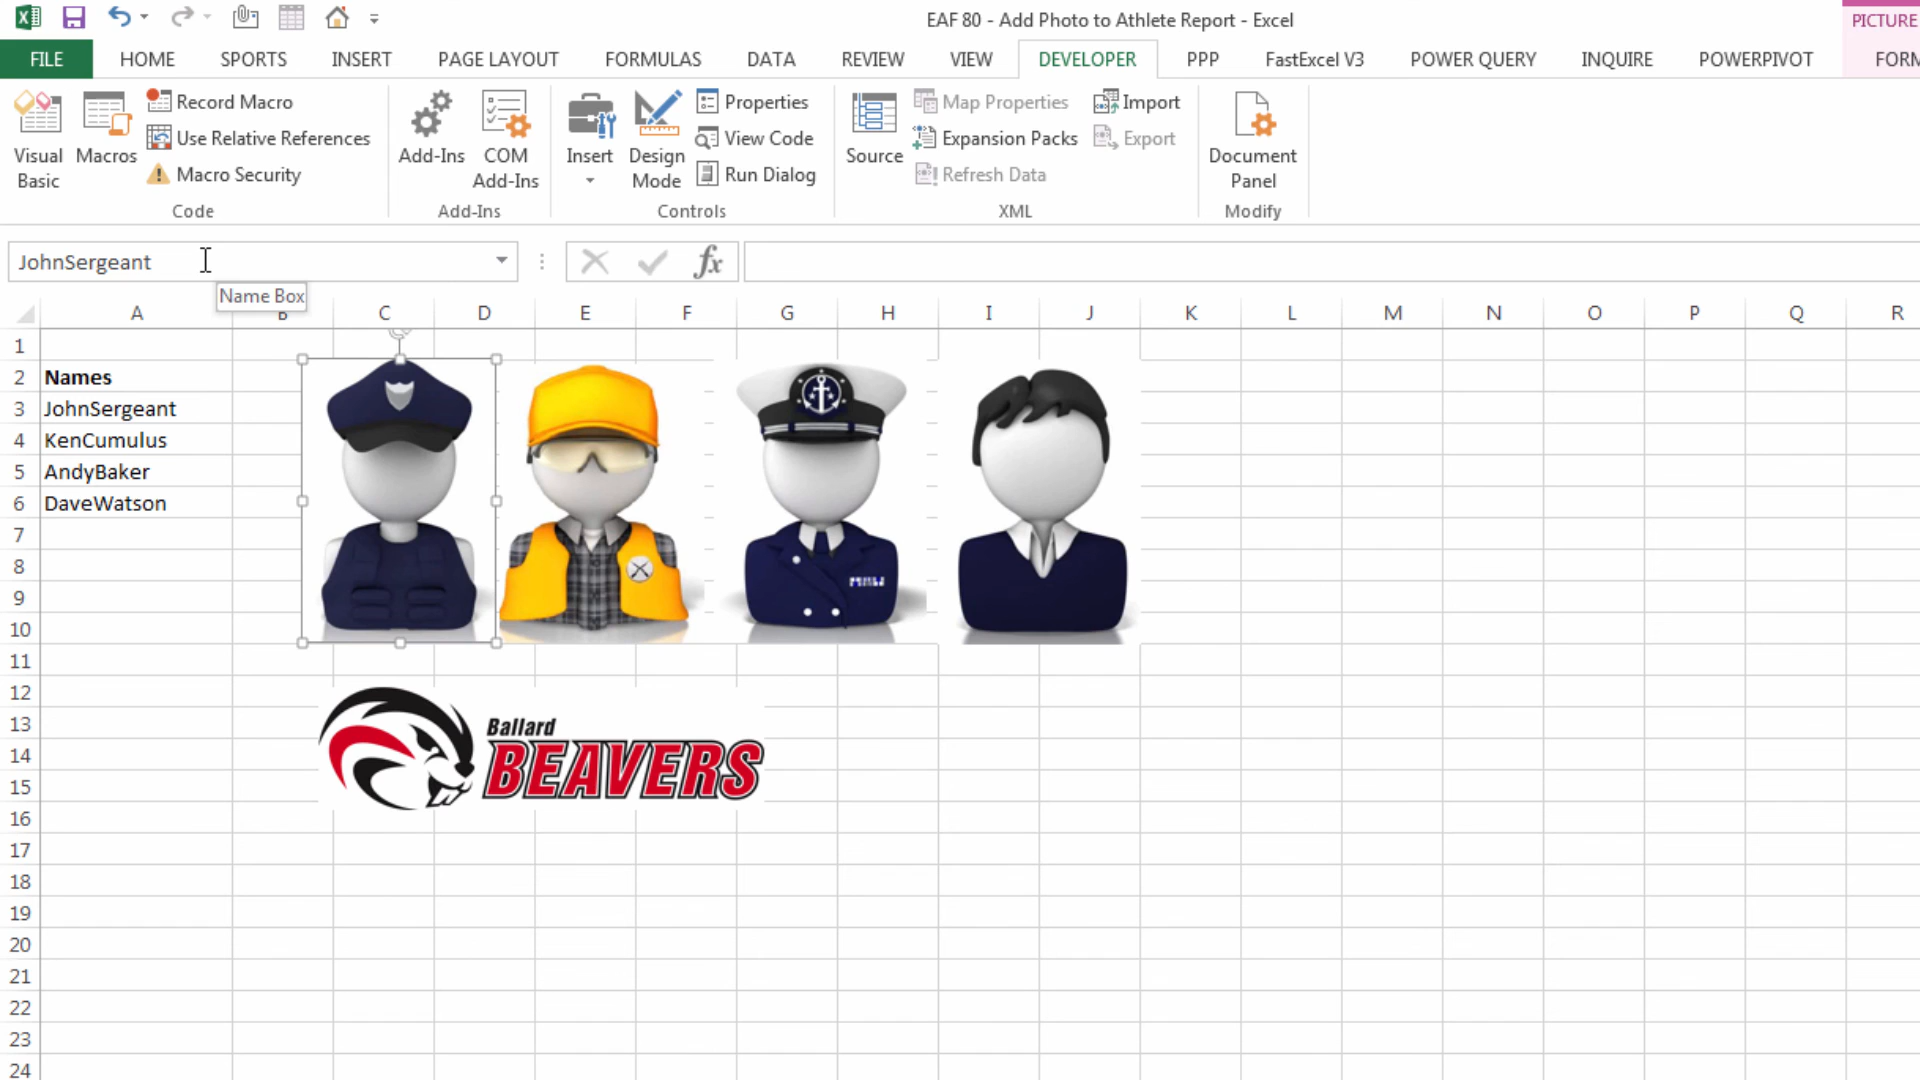 EAF 80 - Add Photo to Athlete Report - Excel
PICTURE
FILE HOME SPORTS INSERT PAGE LAYOUT FORMULAS DATA REVIEW VIEW DEVELOPER PPP FastExcel V3 POWER QUERY INQUIRE POWERPIVOT FORM
Visual Basic
Macros
Record Macro
Use Relative References
Macro Security
Code
Add-Ins
COM Add-Ins
Add-Ins
Insert
Design Mode
Properties
View Code
Run Dialog
Controls
Source
Map Properties
Expansion Packs
Refresh Data
Import
Export
XML
Document Panel
Modify
JohnSergeant
fx
Name Box
A B C D E F G H I J K L M N O P Q R
1
2 Names
3 JohnSergeant
4 KenCumulus
5 AndyBaker
6 DaveWatson
7
8
9
10
11
12
13
14
15
16
17
18
19
20
21
22
23
24
Ballard
BEAVERS